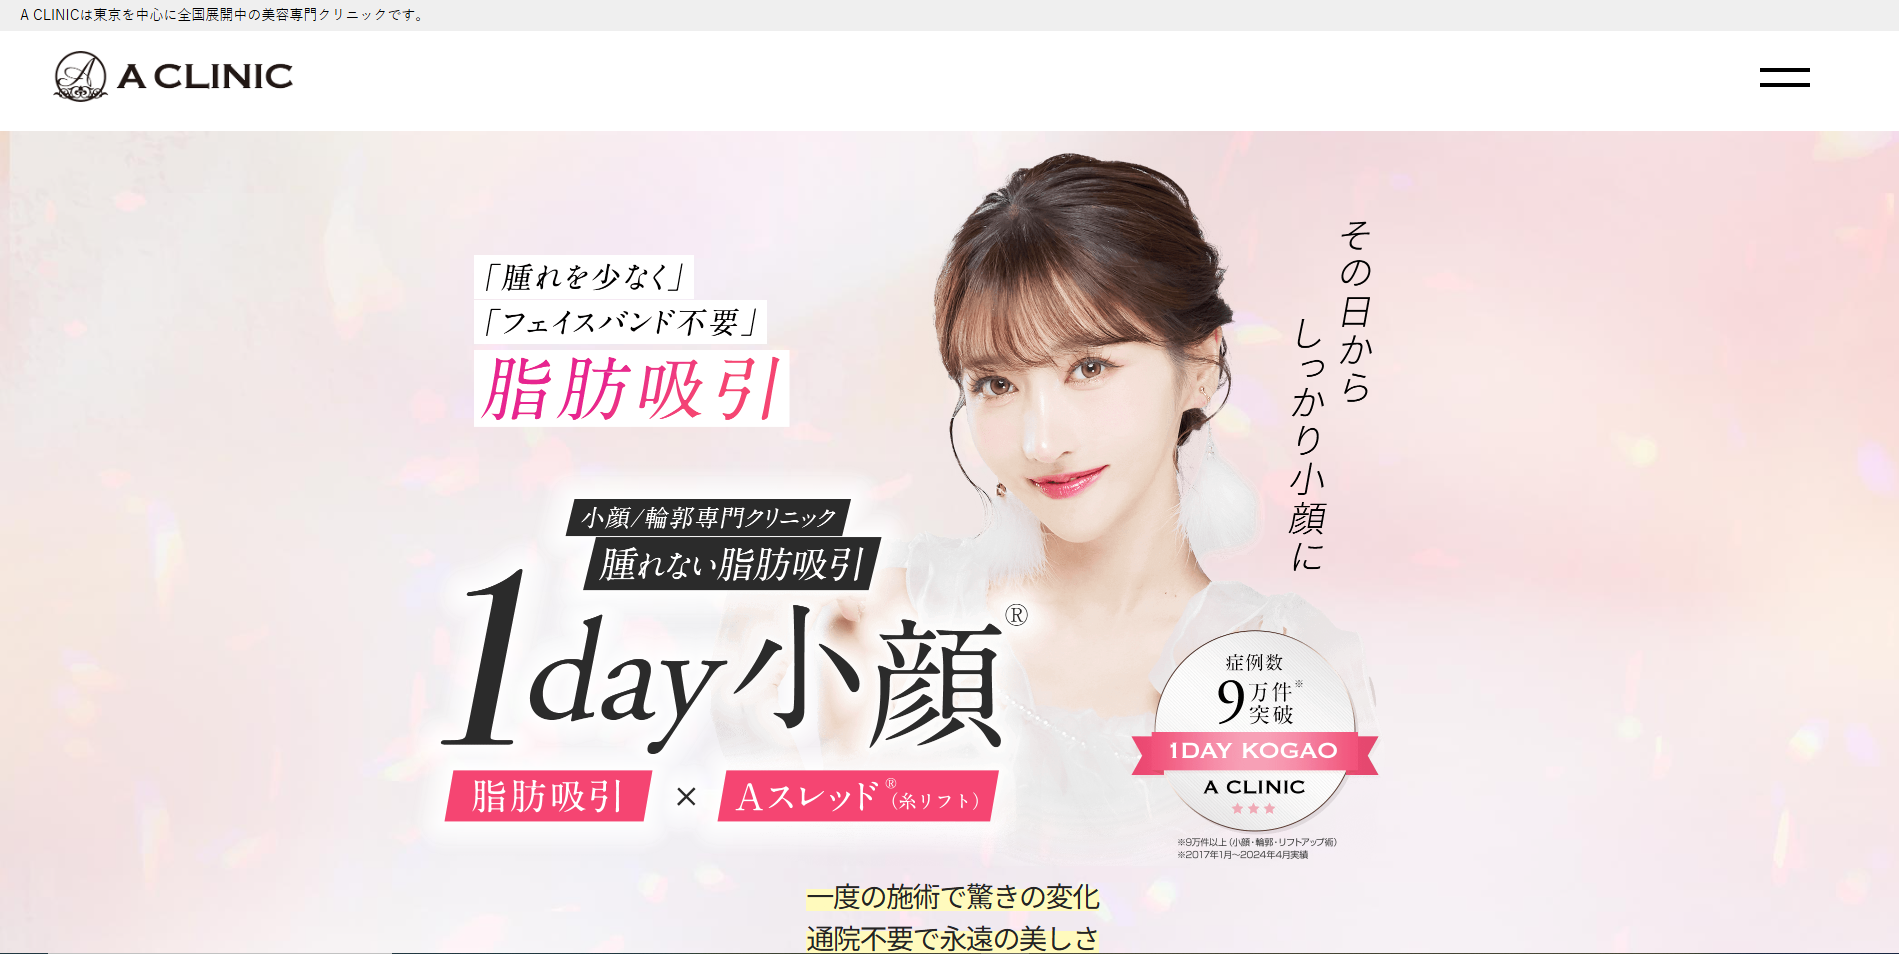 A CLINICは東京を中心に全国展開中の美容専門クリニックです。
A CLINIC
「腫れを少なく」
「フェイスバンド不要」
脂肪吸引
その日から
しっかり小顔に
小顔/輪郭専門クリニック
腫れない脂肪吸引
1day小顔®
脂肪吸引 × Aスレッド®（糸リフト）
症例数
9万件※
突破
1DAY KOGAO
A CLINIC
※9万件以上（小顔・輪郭・リフトアップ術）
※2017年1月～2024年4月実績
一度の施術で驚きの変化
通院不要で永遠の美しさ